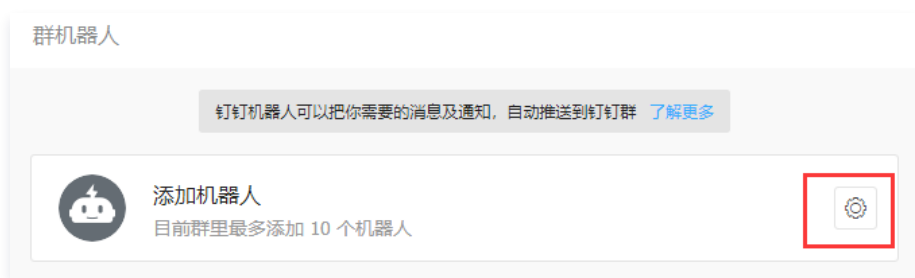 群机器人
钉钉机器人可以把你需要的消息及通知，自动推送到钉钉群 了解更多
添加机器人
目前群里最多添加 10 个机器人